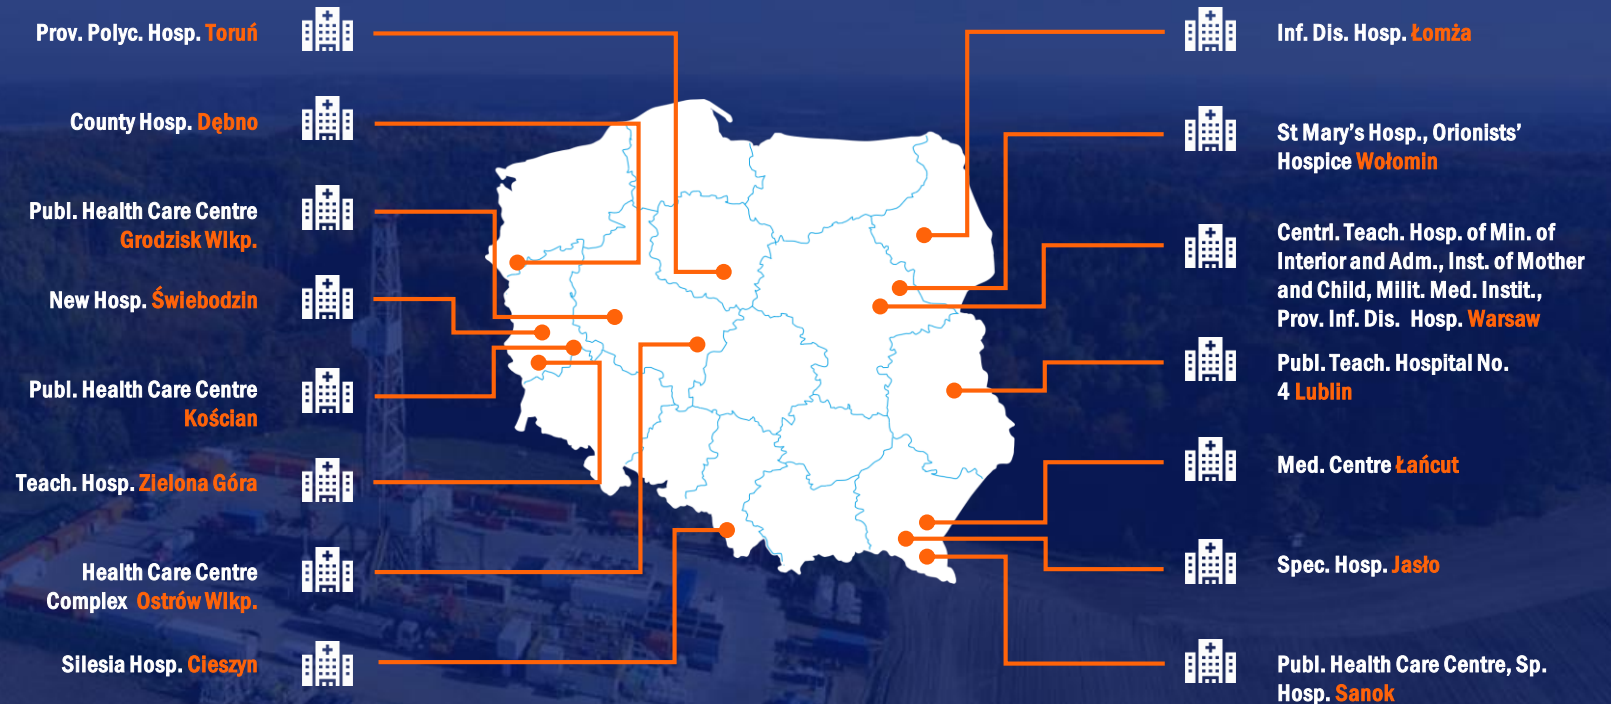 Prov. Polyc. Hosp. Toruń
County Hosp. Dębno
Publ. Health Care Centre
Grodzisk Wlkp.
New Hosp. Świebodzin
Publ. Health Care Centre
Kościan
Teach. Hosp. Zielona Góra
Health Care Centre
Complex Ostrów Wlkp.
Silesia Hosp. Cieszyn
Inf. Dis. Hosp. Łomża
St Mary's Hosp., Orionists'
Hospice Wołomin
Centrl. Teach. Hosp. of Min. of
Interior and Adm., Inst. of Mother
and Child, Milit. Med. Instit.,
Prov. Inf. Dis. Hosp. Warsaw
Publ. Teach. Hospital No.
4 Lublin
Med. Centre Łańcut
Spec. Hosp. Jasło
Publ. Health Care Centre, Sp.
Hosp. Sanok